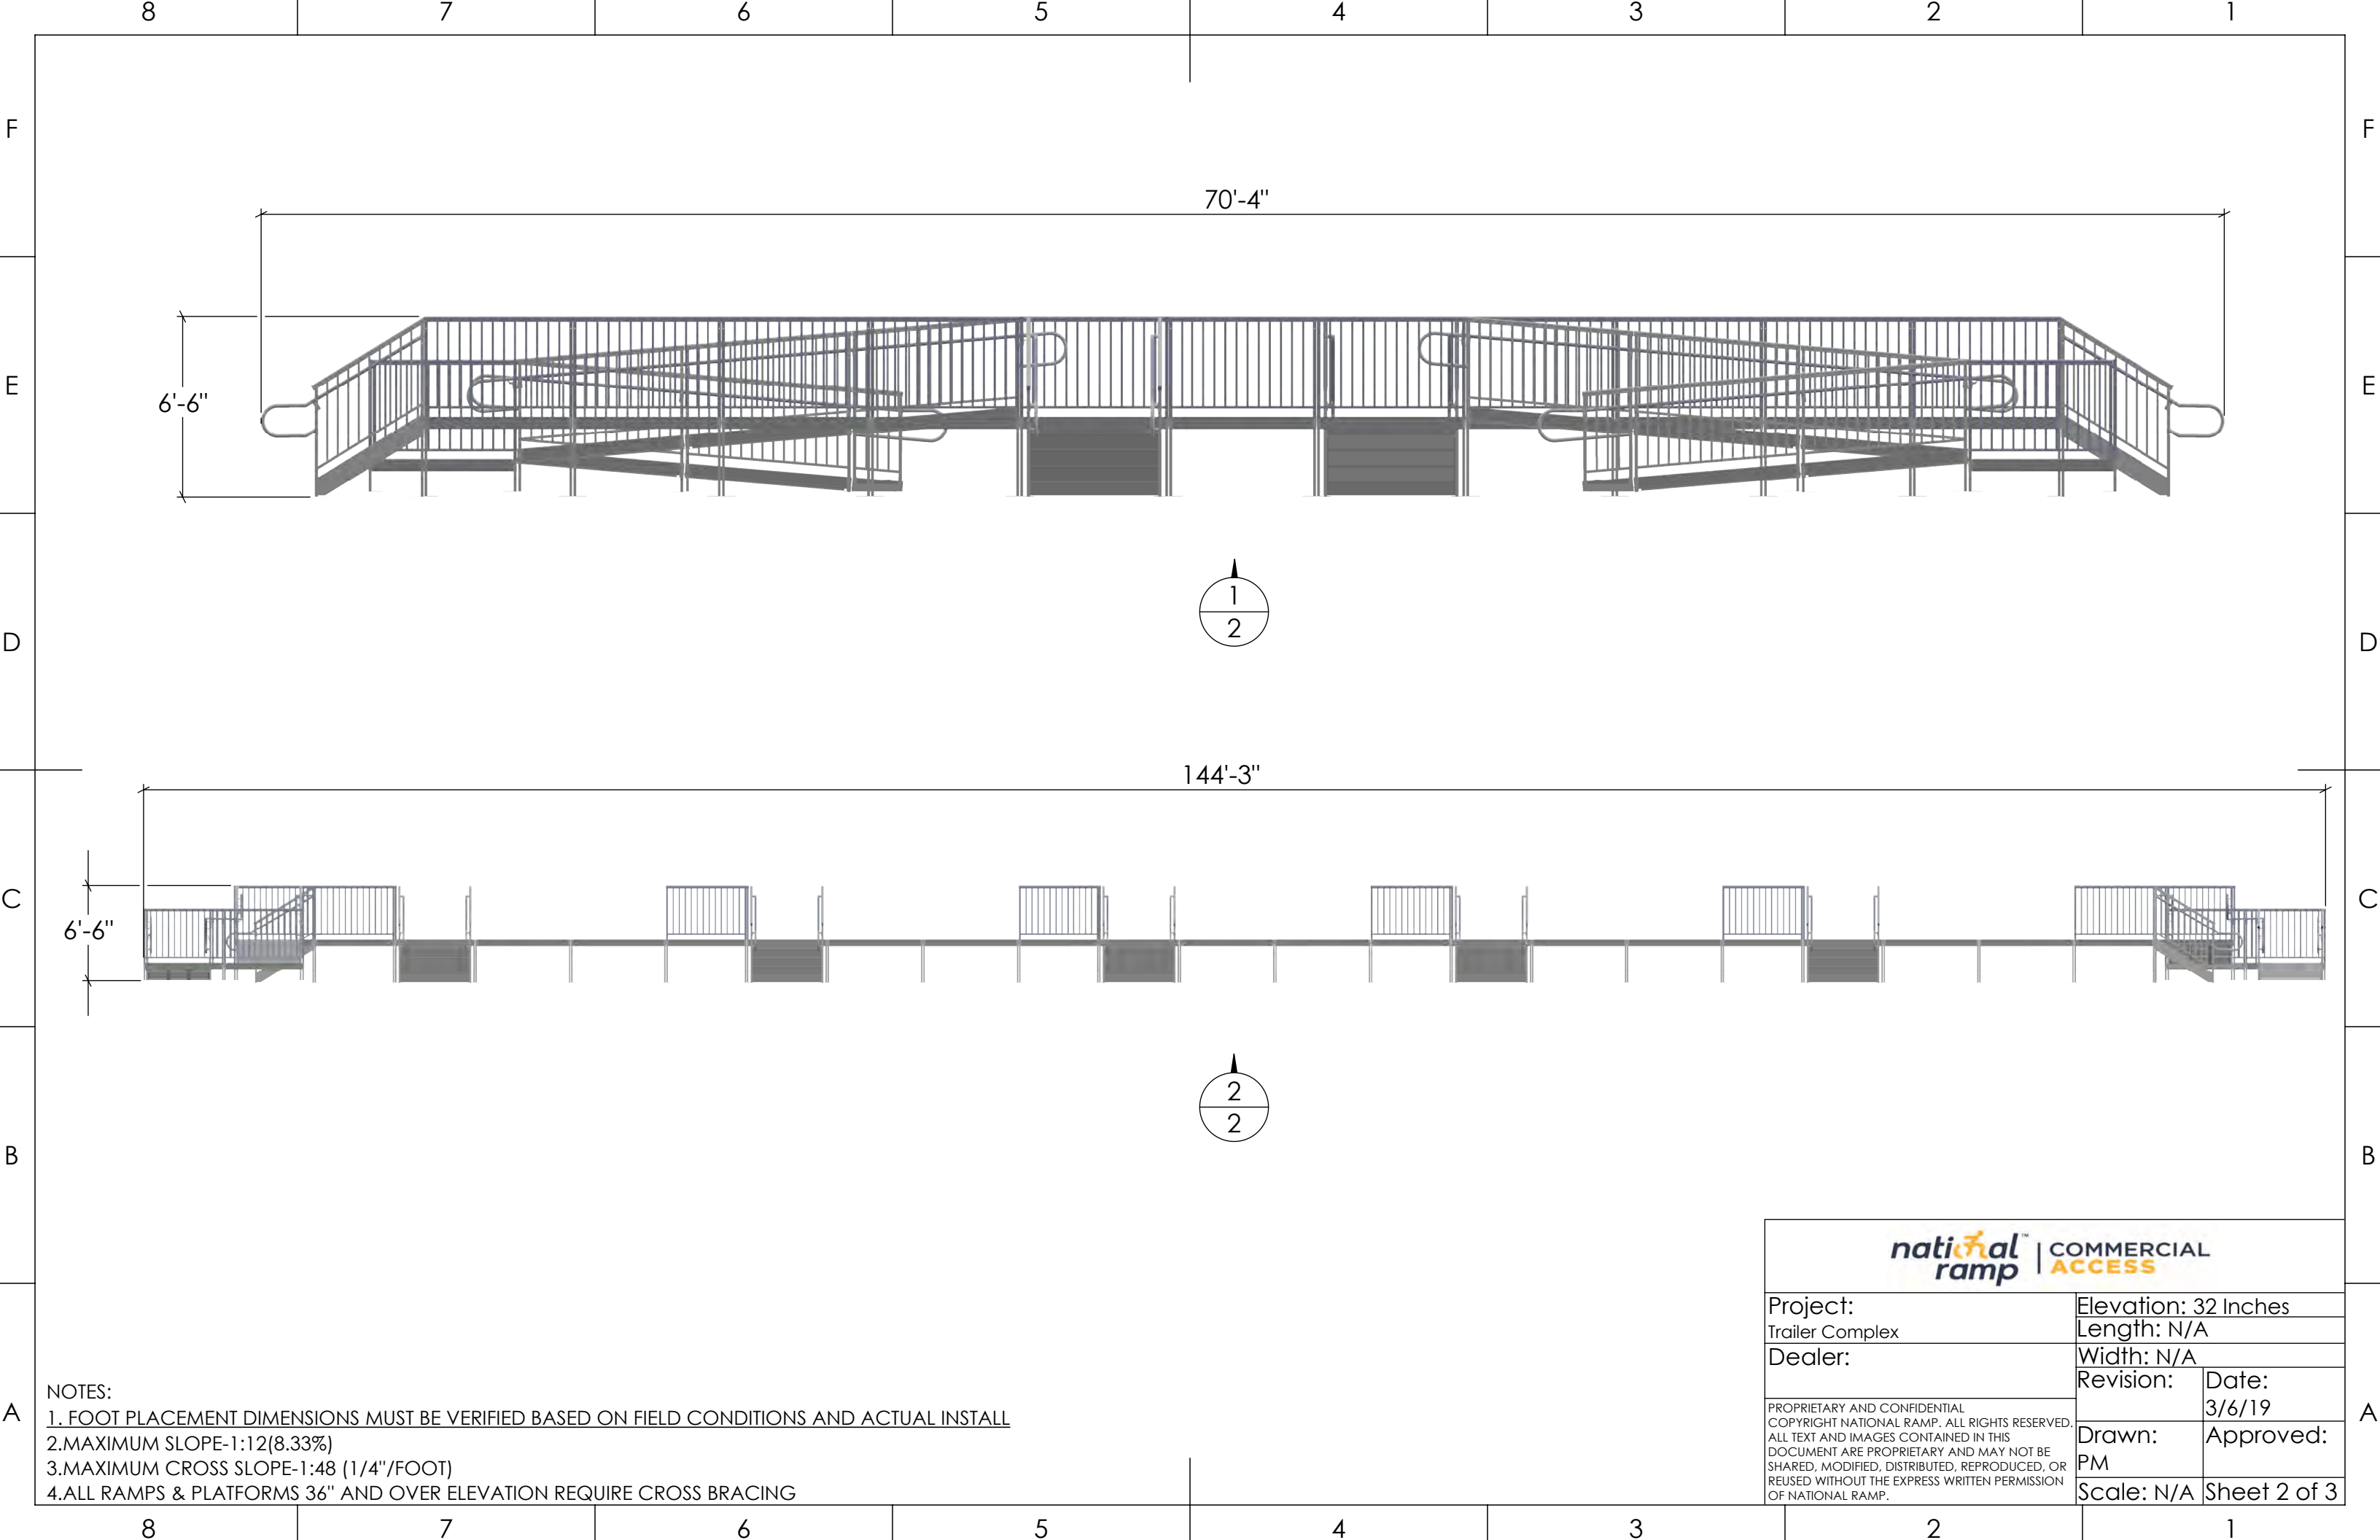 8 7 6 5 4 3 2 1
F F
70'-4"
E E
6'-6"
1
2
D D
144'-3"
C C
6'-6"
2
2
B B
national ramp™ | COMMERCIAL ACCESS
Project:
Trailer Complex
Elevation: 32 Inches
Length: N/A
Dealer:
Width: N/A
Revision:
Date:
3/6/19
PROPRIETARY AND CONFIDENTIAL
COPYRIGHT NATIONAL RAMP. ALL RIGHTS RESERVED.
ALL TEXT AND IMAGES CONTAINED IN THIS
DOCUMENT ARE PROPRIETARY AND MAY NOT BE
SHARED, MODIFIED, DISTRIBUTED, REPRODUCED, OR
REUSED WITHOUT THE EXPRESS WRITTEN PERMISSION
OF NATIONAL RAMP.
Drawn:
PM
Approved:
Scale: N/A
Sheet 2 of 3
A A
NOTES:
1. FOOT PLACEMENT DIMENSIONS MUST BE VERIFIED BASED ON FIELD CONDITIONS AND ACTUAL INSTALL
2.MAXIMUM SLOPE-1:12(8.33%)
3.MAXIMUM CROSS SLOPE-1:48 (1/4"/FOOT)
4.ALL RAMPS & PLATFORMS 36" AND OVER ELEVATION REQUIRE CROSS BRACING
8 7 6 5 4 3 2 1